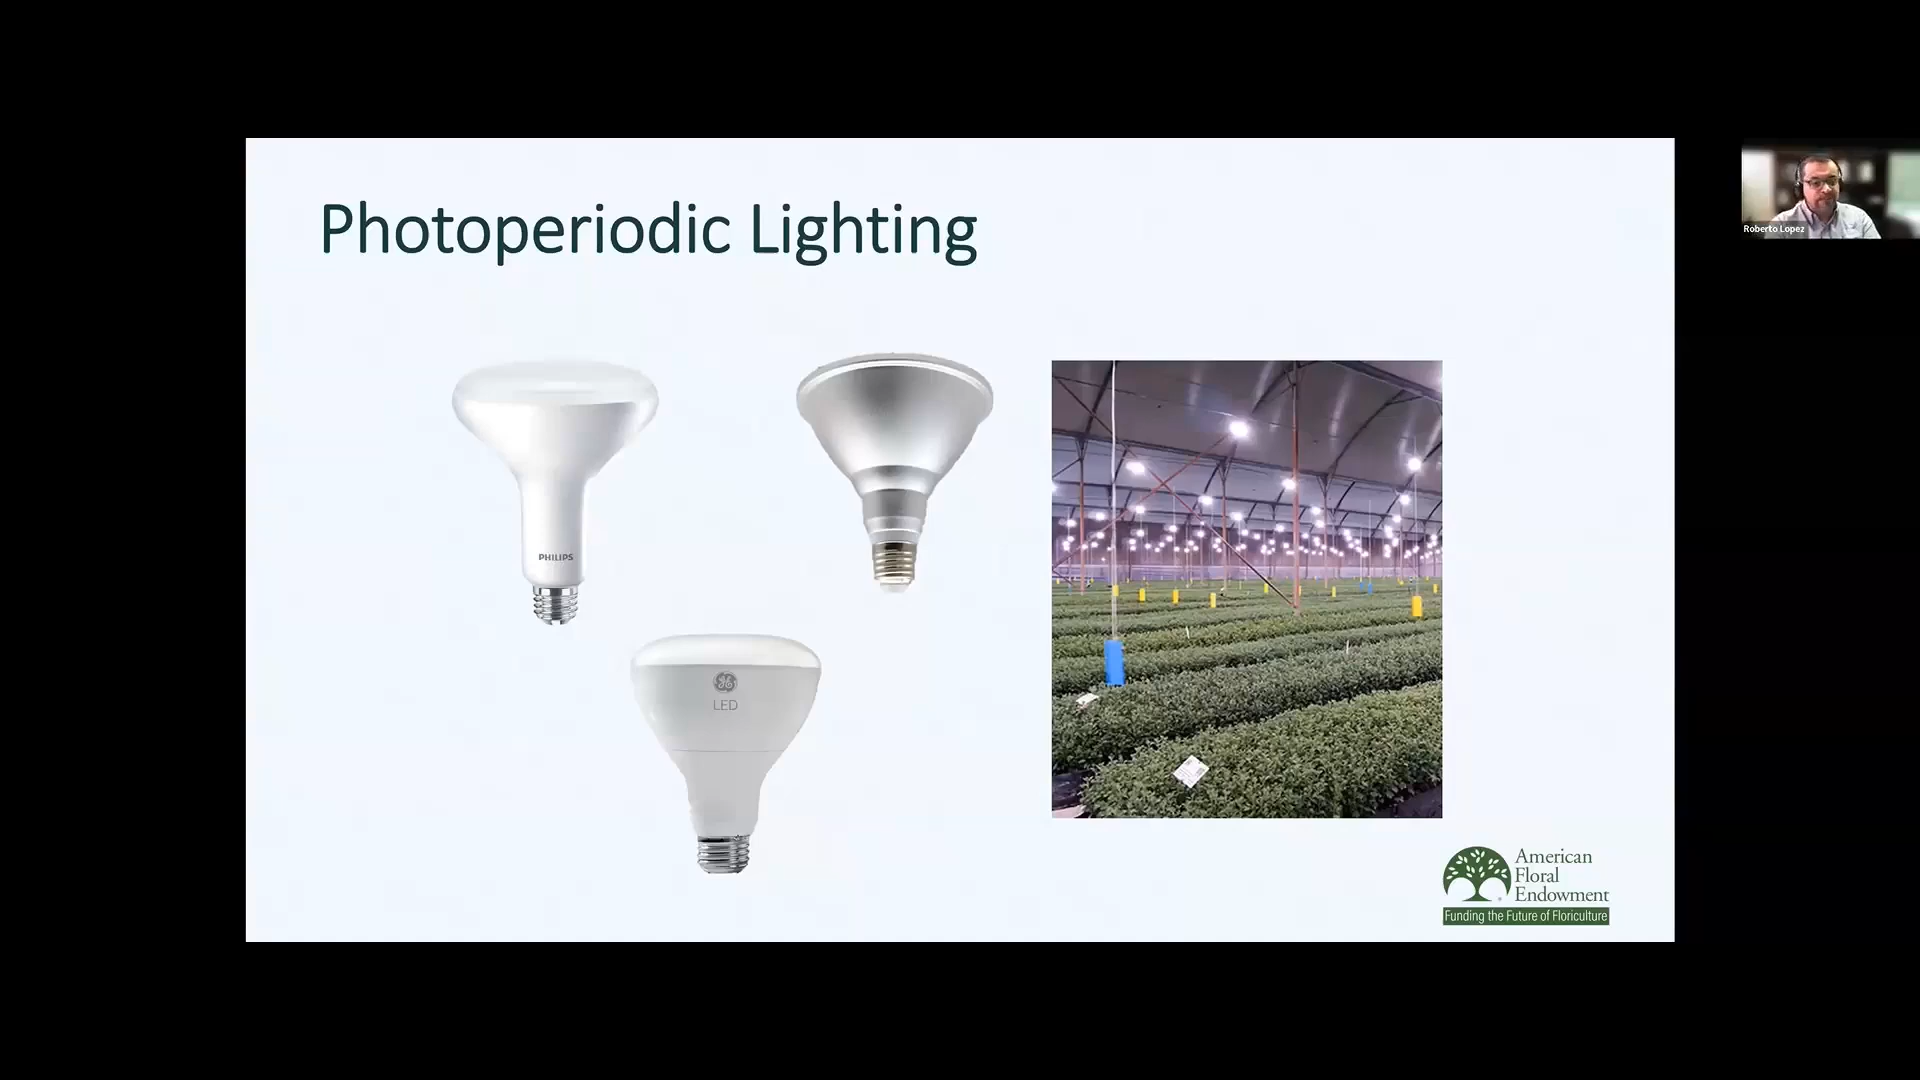 Photoperiodic Lighting
Roberto Lopez
PHILIPS
LED
American
Floral
Endowment
Funding the Future of Floriculture